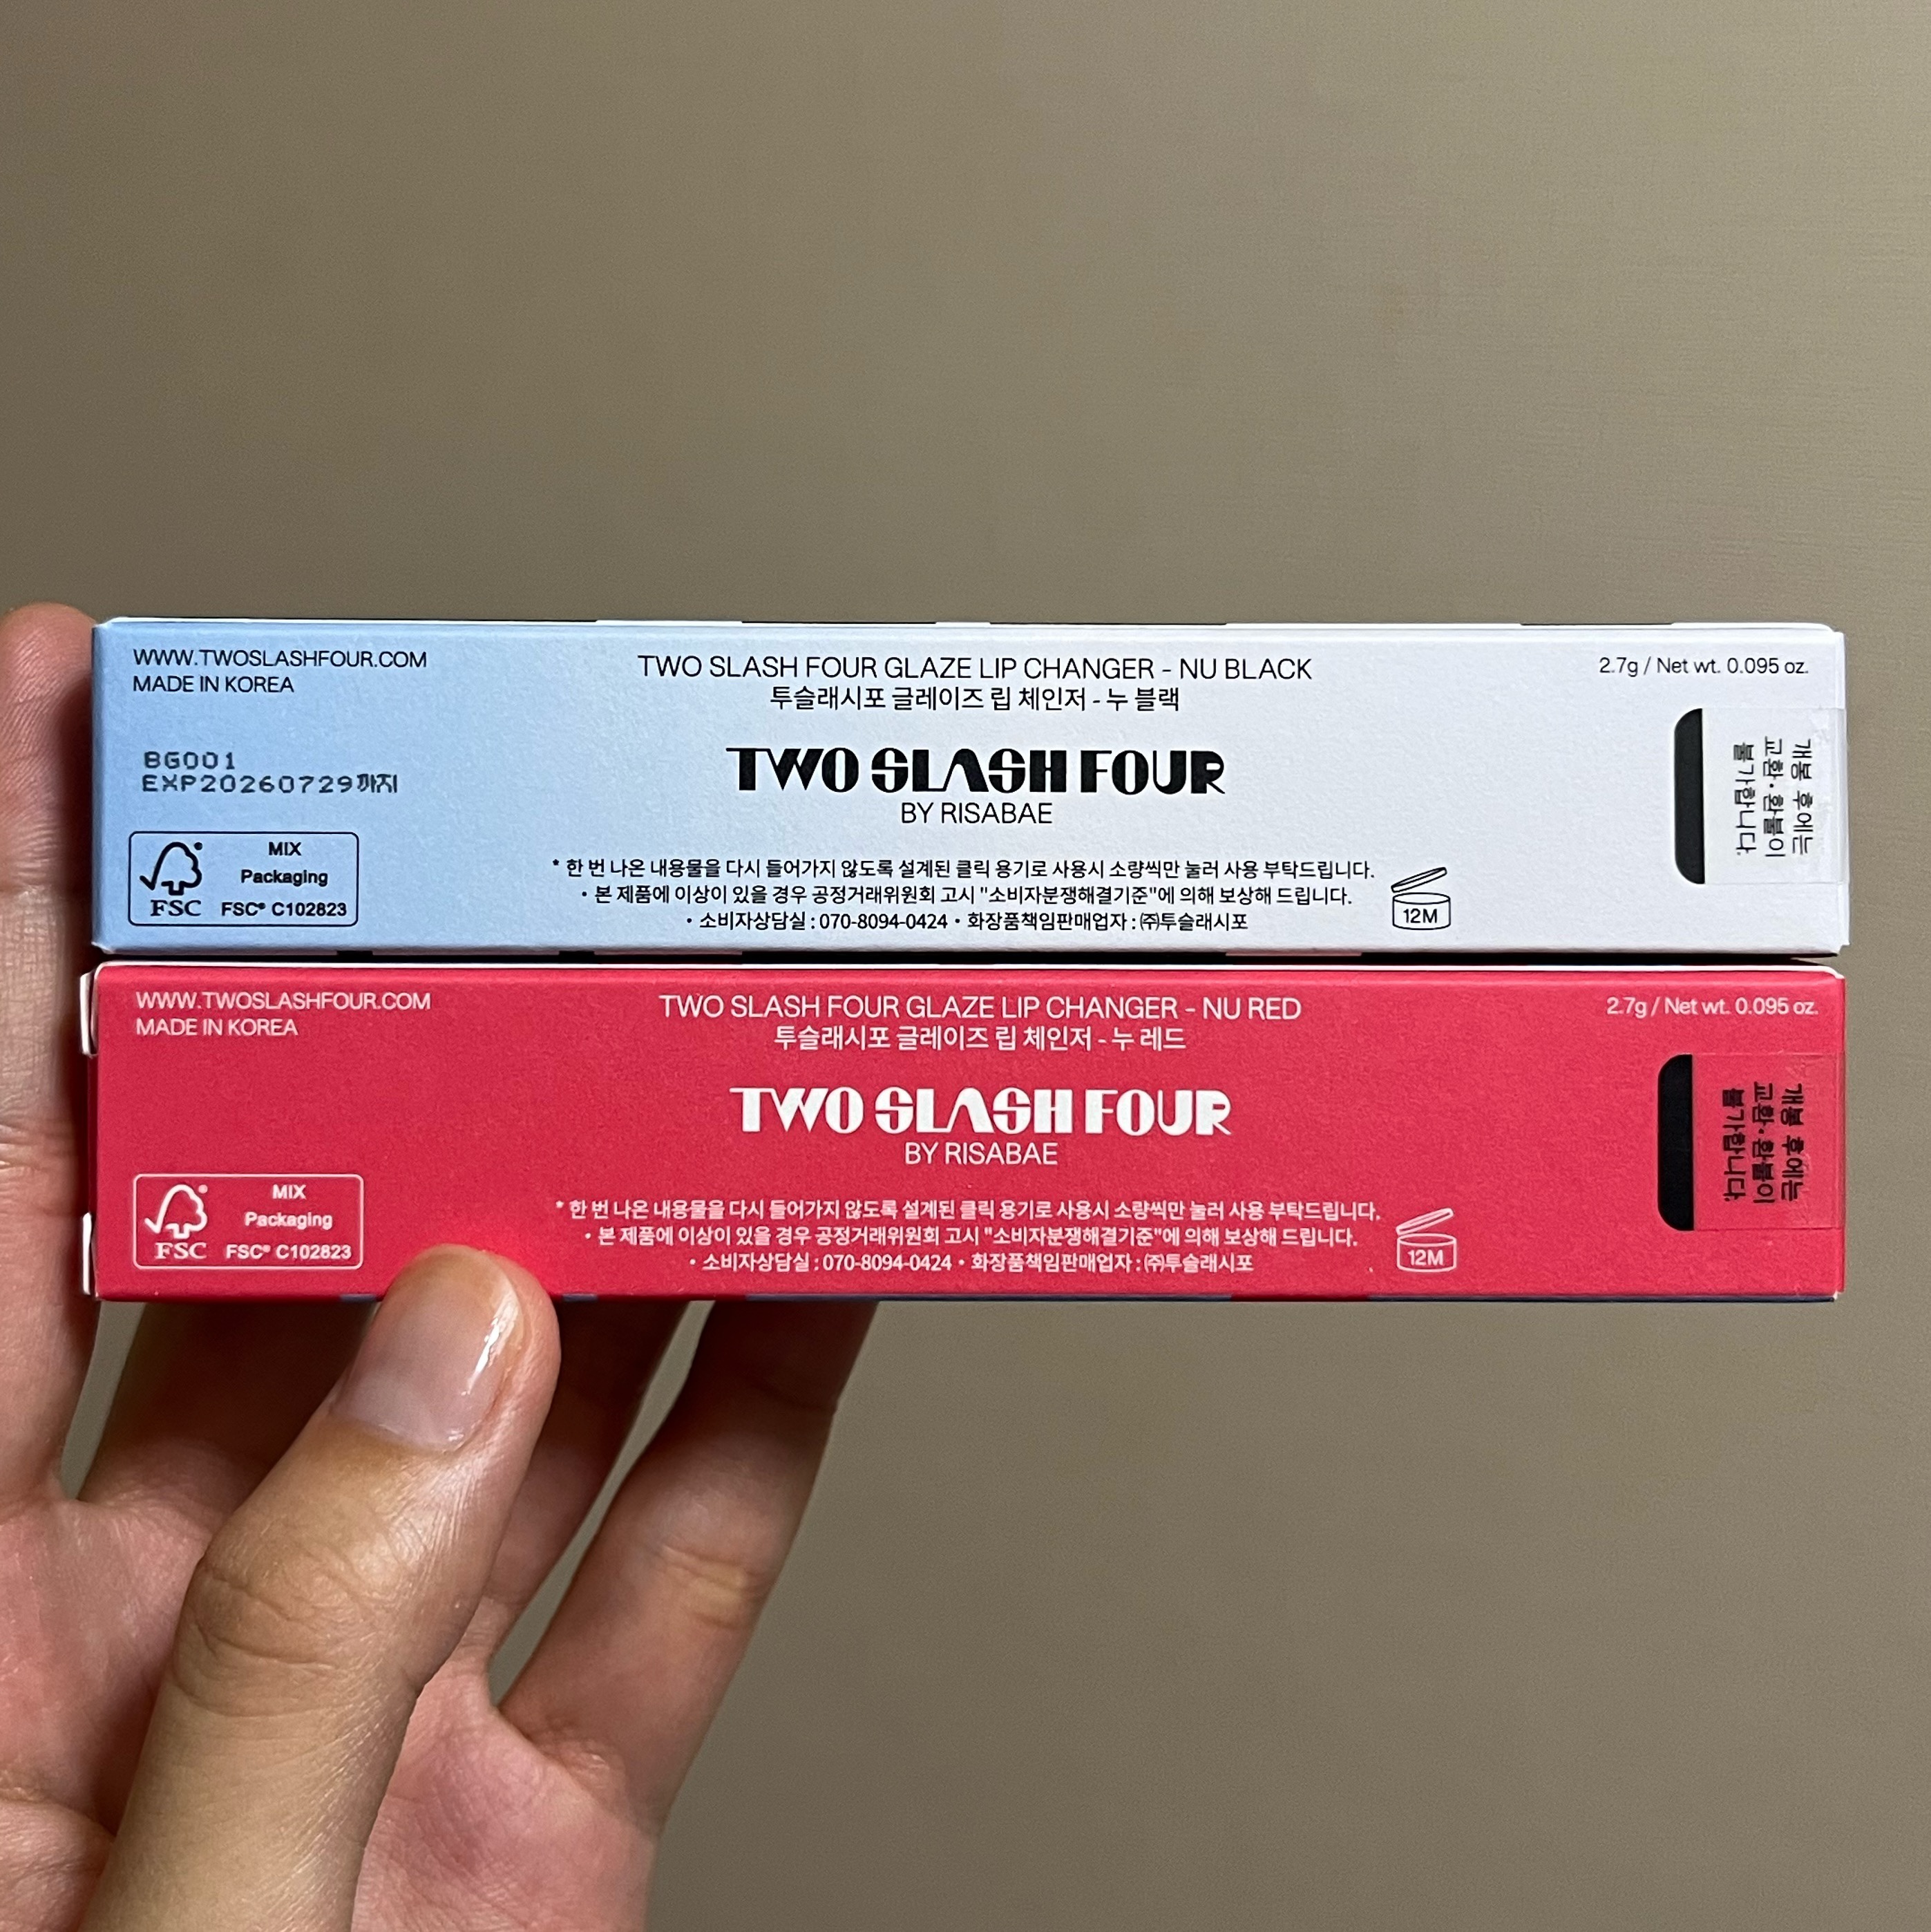 WWW.TWOSLASHFOUR.COM
MADE IN KOREA
TWO SLASH FOUR GLAZE LIP CHANGER - NU BLACK
투슬래시포 글레이즈 립 체인저 - 누 블랙
2.7g / Net wt. 0.095 oz.
BG001
EXP20260729까지
TWO SLASH FOUR
BY RISABAE
개봉 후에는
교환·환불이
불가합니다.
MIX
Packaging
FSC
FSC® C102823
* 한 번 나온 내용물을 다시 들어가지 않도록 설계된 클릭 용기로 사용시 소량씩만 눌러 사용 부탁드립니다.
• 본 제품에 이상이 있을 경우 공정거래위원회 고시 "소비자분쟁해결기준"에 의해 보상해 드립니다.
• 소비자상담실 : 070-8094-0424 • 화장품책임판매업자 : ㈜투슬래시포
12M
WWW.TWOSLASHFOUR.COM
MADE IN KOREA
TWO SLASH FOUR GLAZE LIP CHANGER - NU RED
투슬래시포 글레이즈 립 체인저 - 누 레드
2.7g / Net wt. 0.095 oz.
TWO SLASH FOUR
BY RISABAE
개봉 후에는
교환·환불이
불가합니다.
MIX
Packaging
FSC
FSC® C102823
* 한 번 나온 내용물을 다시 들어가지 않도록 설계된 클릭 용기로 사용시 소량씩만 눌러 사용 부탁드립니다.
• 본 제품에 이상이 있을 경우 공정거래위원회 고시 "소비자분쟁해결기준"에 의해 보상해 드립니다.
• 소비자상담실 : 070-8094-0424 • 화장품책임판매업자 : ㈜투슬래시포
12M